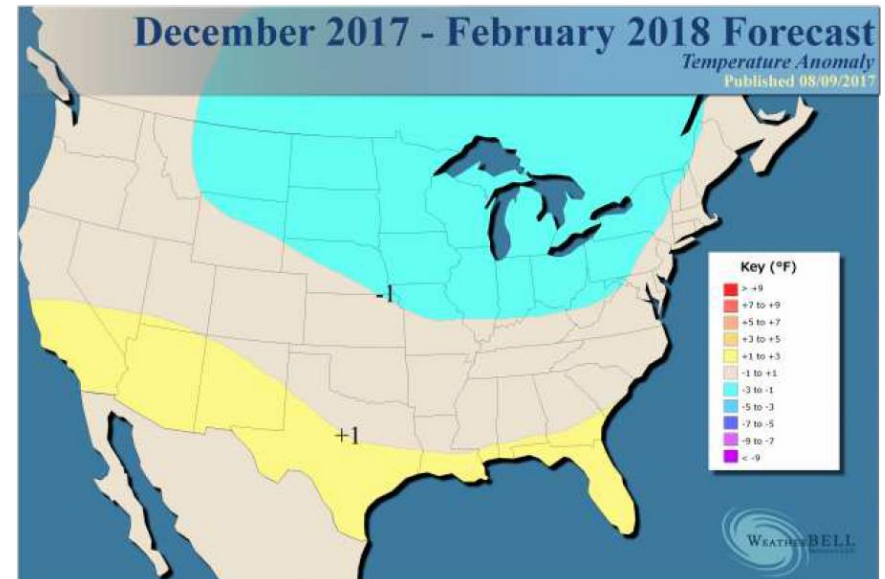 December 2017 - February 2018 Forecast
Temperature Anomaly
Published 08/09/2017
-1
+1
Key (°F)
> +9
+7 to +9
+5 to +7
+3 to +5
+1 to +3
-1 to +1
-3 to -1
-5 to -3
-7 to -5
-9 to -7
< -9
WEATHERBELL